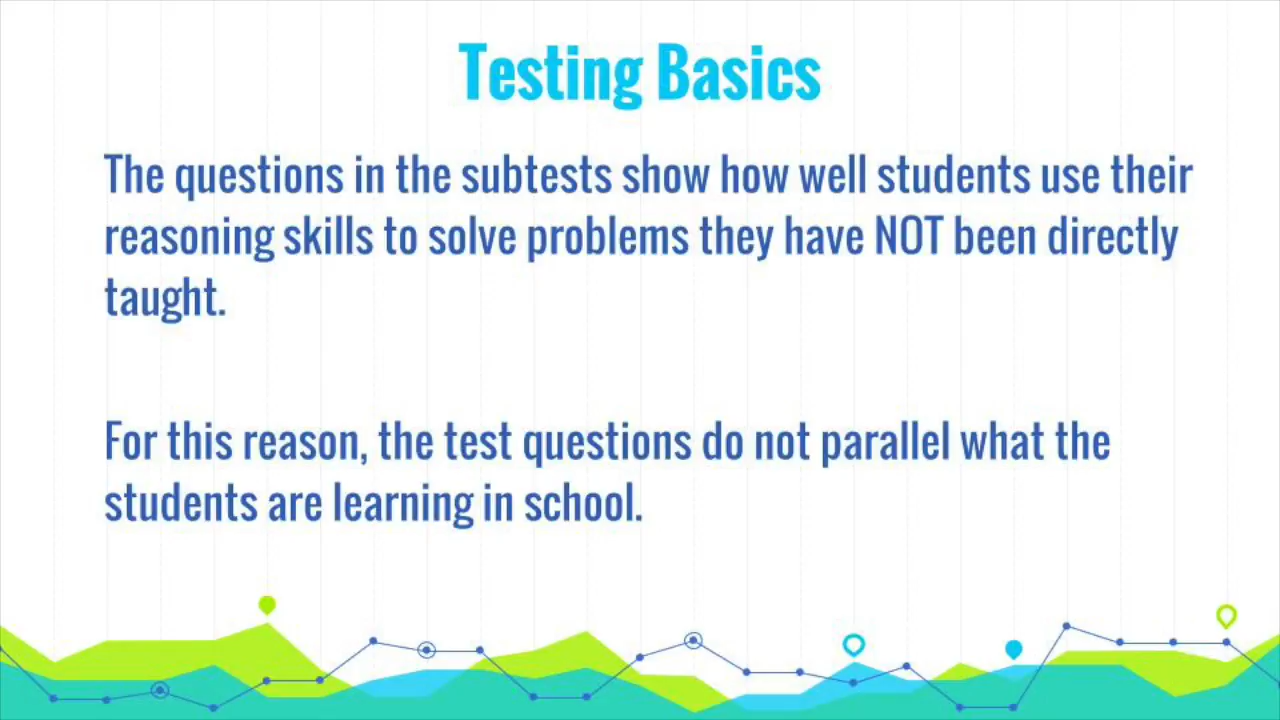 Testing Basics
The questions in the subtests show how well students use their
reasoning skills to solve problems they have NOT been directly
taught.
For this reason, the test questions do not parallel what the
students are learning in school.